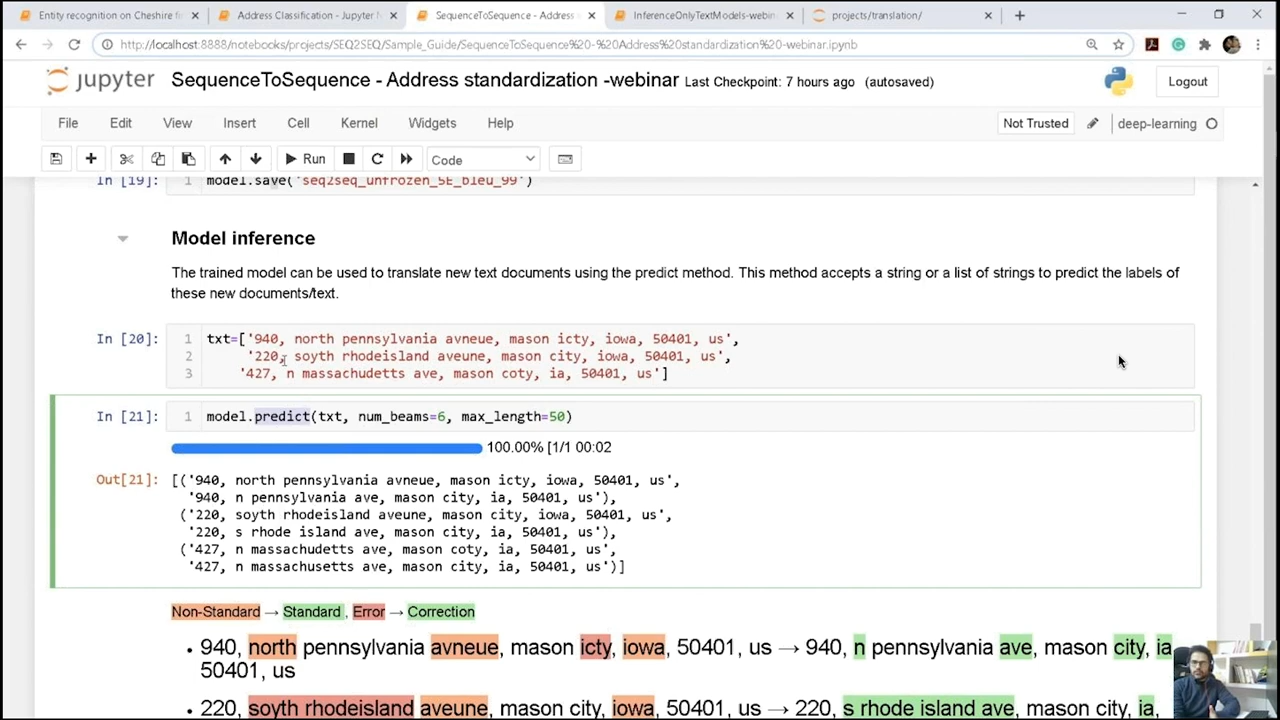 Entity recognition on Cheshire fi
Address Classification - Jupyter N
SequenceToSequence - Address s
InferenceOnlyTextModels-webin
projects/translation/
http://localhost:8888/notebooks/projects/SEQ2SEQ/Sample_Guide/SequenceToSequence%20-%20Address%20standardization%20-webinar.ipynb
jupyter SequenceToSequence - Address standardization -webinar Last Checkpoint: 7 hours ago (autosaved)
Logout
File Edit View Insert Cell Kernel Widgets Help
Not Trusted deep-learning
Run Code
In [19]: 1 model.save('seq2seq_unfrozen_5E_bleu_99')
Model inference
The trained model can be used to translate new text documents using the predict method. This method accepts a string or a list of strings to predict the labels of
these new documents/text.
In [20]: 1 txt=['940, north pennsylvania avneue, mason icty, iowa, 50401, us',
2 '220, soyth rhodeisland aveune, mason city, iowa, 50401, us',
3 '427, n massachudetts ave, mason coty, ia, 50401, us']
In [21]: 1 model.predict(txt, num_beams=6, max_length=50)
100.00% [1/1 00:02
Out[21]: [('940, north pennsylvania avneue, mason icty, iowa, 50401, us',
'940, n pennsylvania ave, mason city, ia, 50401, us'),
('220, soyth rhodeisland aveune, mason city, iowa, 50401, us',
'220, s rhode island ave, mason city, ia, 50401, us'),
('427, n massachudetts ave, mason coty, ia, 50401, us',
'427, n massachusetts ave, mason city, ia, 50401, us')]
Non-Standard → Standard , Error → Correction
• 940, north pennsylvania avneue, mason icty, iowa, 50401, us → 940, n pennsylvania ave, mason city, ia
50401, us
• 220, soyth rhodeisland aveune, mason city, iowa, 50401, us → 220, s rhode island ave, mason city, ia,